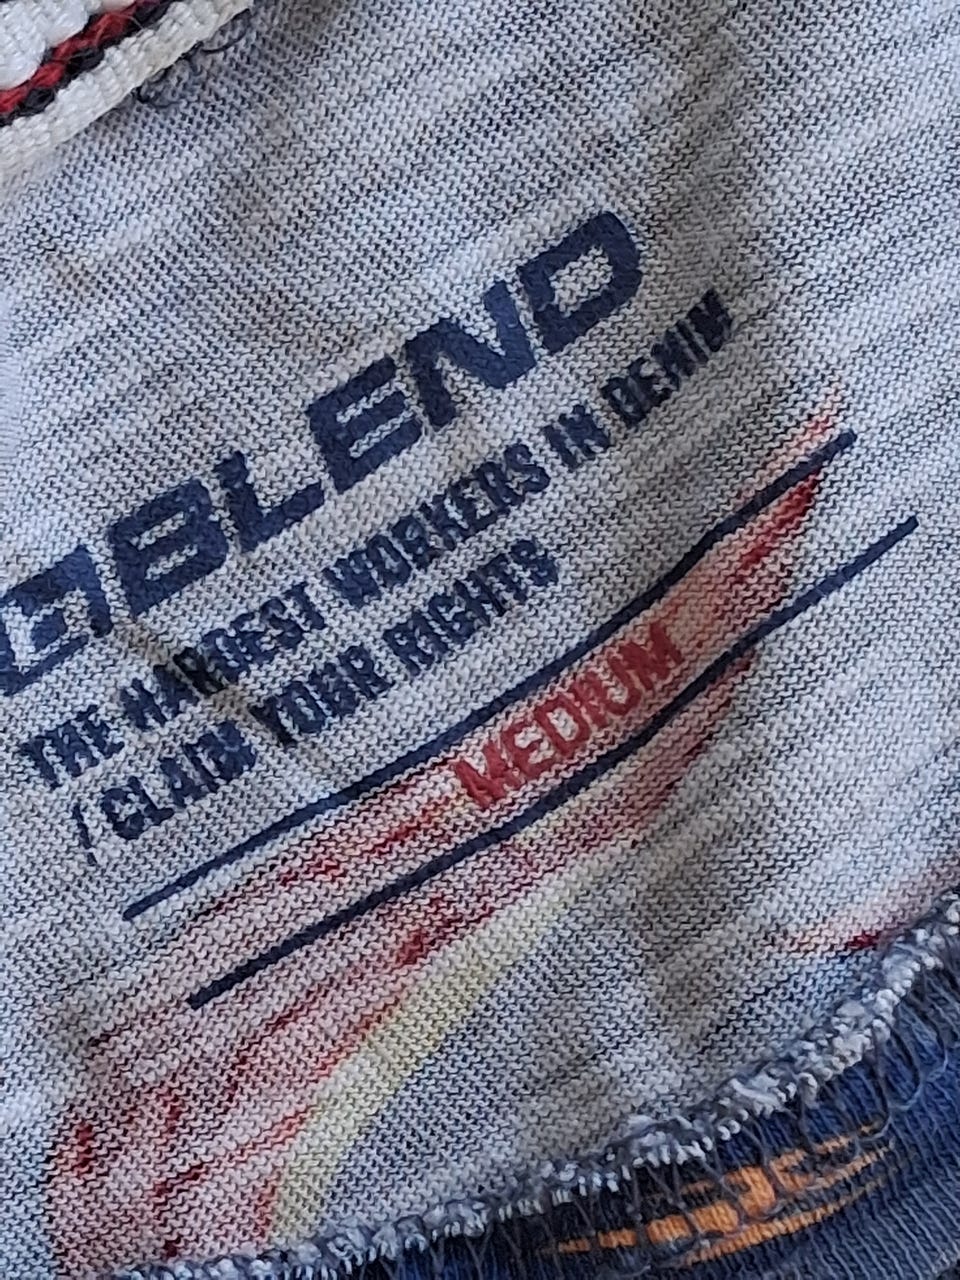 BLEND
THE HARDEST WORKERS IN DENIM
/ CLAIM YOUR RIGHTS
MEDIUM